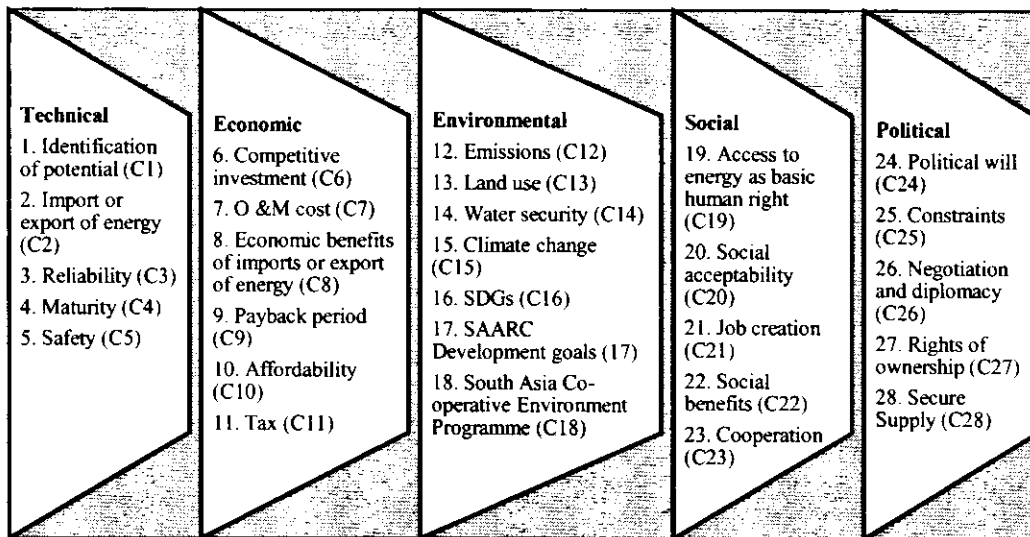 Technical
1. Identification
of potential (C1)
2. Import or
export of energy
(C2)
3. Reliability (C3)
4. Maturity (C4)
5. Safety (C5)
Economic
6. Competitive
investment (C6)
7. O &M cost (C7)
8. Economic benefits
of imports or export
of energy (C8)
9. Payback period
(C9)
10. Affordability
(C10)
11. Tax (C11)
Environmental
12. Emissions (C12)
13. Land use (C13)
14. Water security (C14)
15. Climate change
(C15)
16. SDGs (C16)
17. SAARC
Development goals (17)
18. South Asia Co-
operative Environment
Programme (C18)
Social
19. Access to
energy as basic
human right
(C19)
20. Social
acceptability
(C20)
21. Job creation
(C21)
22. Social
benefits (C22)
23. Cooperation
(C23)
Political
24. Political will
(C24)
25. Constraints
(C25)
26. Negotiation
and diplomacy
(C26)
27. Rights of
ownership (C27)
28. Secure
Supply (C28)